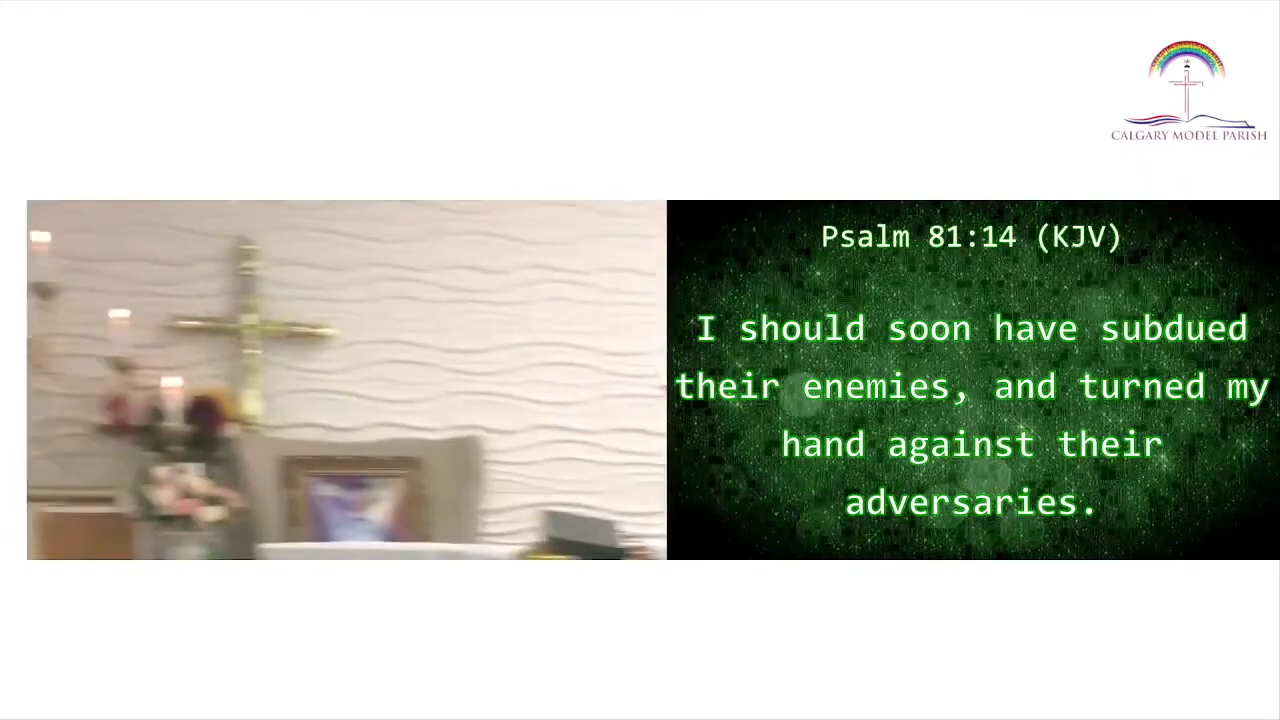 CALGARY MODEL PARISH
Psalm 81:14 (KJV)
I should soon have subdued
their enemies, and turned my
hand against their
adversaries.